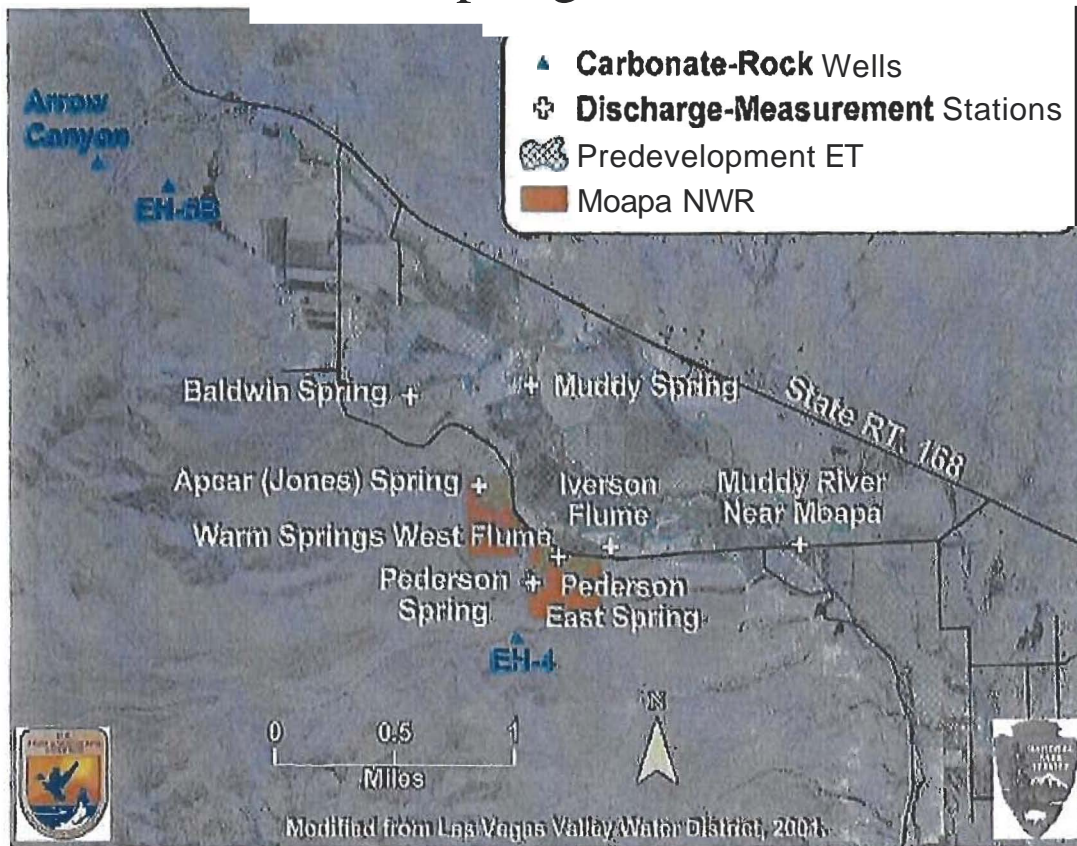 Carbonate-Rock Wells
Discharge-Measurement Stations
Predevelopment ET
Moapa NWR
Arrow
Canyon
EH-5B
Baldwin Spring
Muddy Spring
State RT. 168
Apcar (Jones) Spring
Iverson
Flume
Muddy River
Near Moapa
Warm Springs West Flume
Pederson
Spring
Pederson
East Spring
EH-4
N
0 0.5 1
Miles
Modified from Las Vegas Valley Water District, 2001.